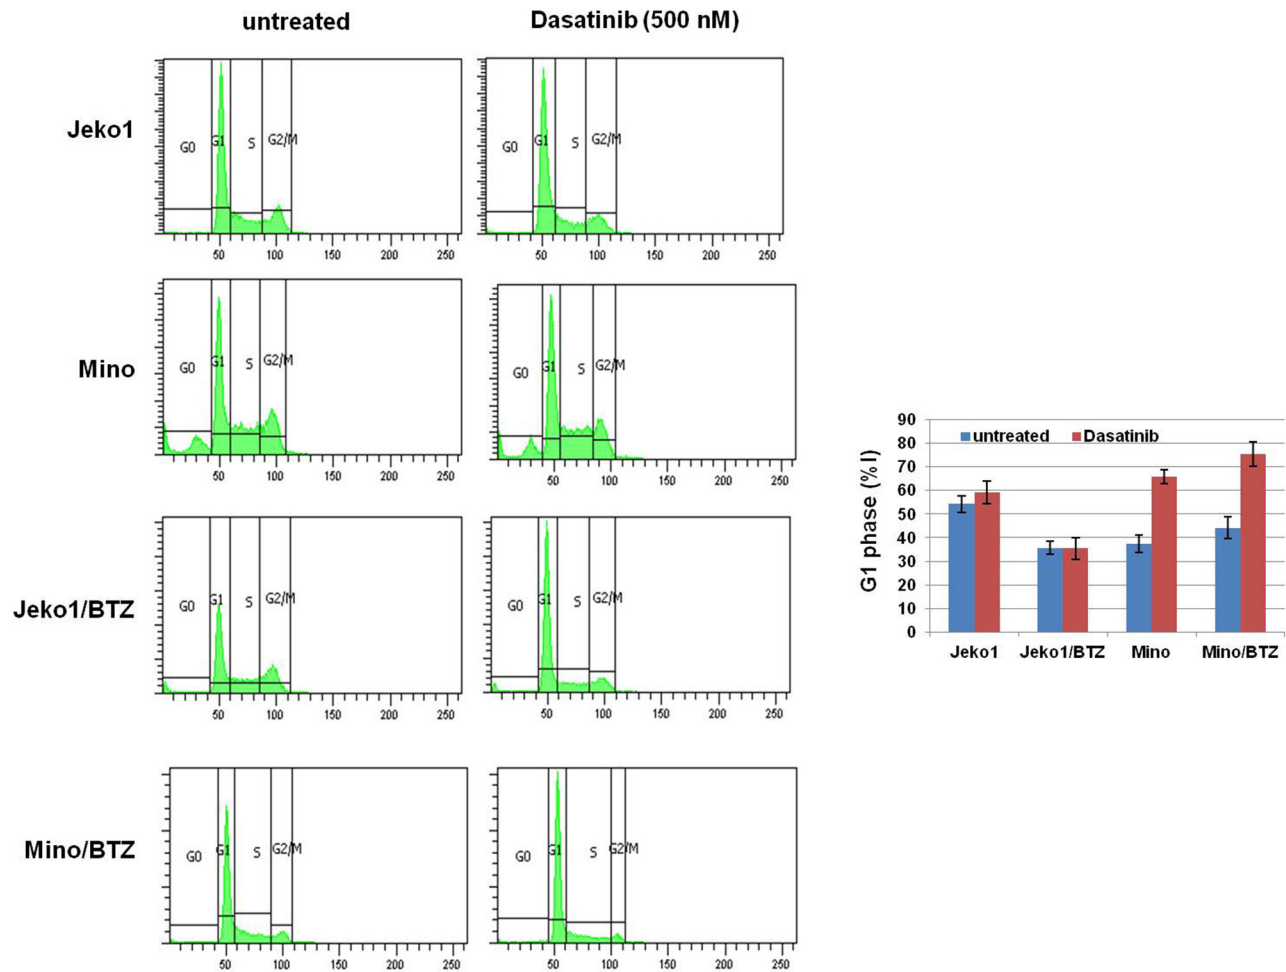 untreated Dasatinib (500 nM)
Jeko1
G0 G1 S G2/M
50 100 150 200 250
G0 G1 S G2/M
50 100 150 200 250
Mino
G0 G1 S G2/M
50 100 150 200 250
G0 G1 S G2/M
50 100 150 200 250
Jeko1/BTZ
G0 G1 S G2/M
50 100 150 200 250
G0 G1 S G2/M
50 100 150 200 250
Mino/BTZ
G0 G1 S G2/M
50 100 150 200 250
G0 G1 S G2/M
50 100 150 200 250
G1 phase (% I)
90
80
70
60
50
40
30
20
10
0
untreated Dasatinib
Jeko1 Jeko1/BTZ Mino Mino/BTZ